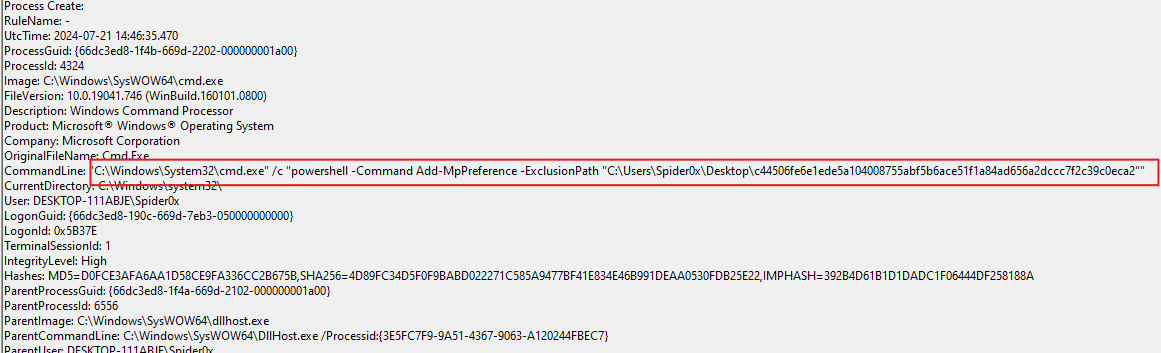 Process Create:
RuleName: -
UtcTime: 2024-07-21 14:46:35.470
ProcessGuid: {66dc3ed8-1f4b-669d-2202-000000001a00}
ProcessId: 4324
Image: C:\Windows\SysWOW64\cmd.exe
FileVersion: 10.0.19041.746 (WinBuild.160101.0800)
Description: Windows Command Processor
Product: Microsoft® Windows® Operating System
Company: Microsoft Corporation
OriginalFileName: Cmd.Exe
CommandLine: "C:\Windows\System32\cmd.exe" /c "powershell -Command Add-MpPreference -ExclusionPath "C:\Users\Spider0x\Desktop\c44506fe6e1ede5a104008755abf5b6ace51f1a84ad656a2dccc7f2c39c0eca2""
CurrentDirectory: C:\Windows\system32\
User: DESKTOP-111ABJE\Spider0x
LogonGuid: {66dc3ed8-190c-669d-7eb3-050000000000}
LogonId: 0x5B37E
TerminalSessionId: 1
IntegrityLevel: High
Hashes: MD5=D0FCE3AFA6AA1D58CE9FA336CC2B675B,SHA256=4D89FC34D5F0F9BABD022271C585A9477BF41E834E46B991DEAA0530FDB25E22,IMPHASH=392B4D61B1D1DADC1F06444DF258188A
ParentProcessGuid: {66dc3ed8-1f4a-669d-2102-000000001a00}
ParentProcessId: 6556
ParentImage: C:\Windows\SysWOW64\dllhost.exe
ParentCommandLine: C:\Windows\SysWOW64\DllHost.exe /Processid:{3E5FC7F9-9A51-4367-9063-A120244FBEC7}
ParentUser: DESKTOP-111ABJE\Spider0x